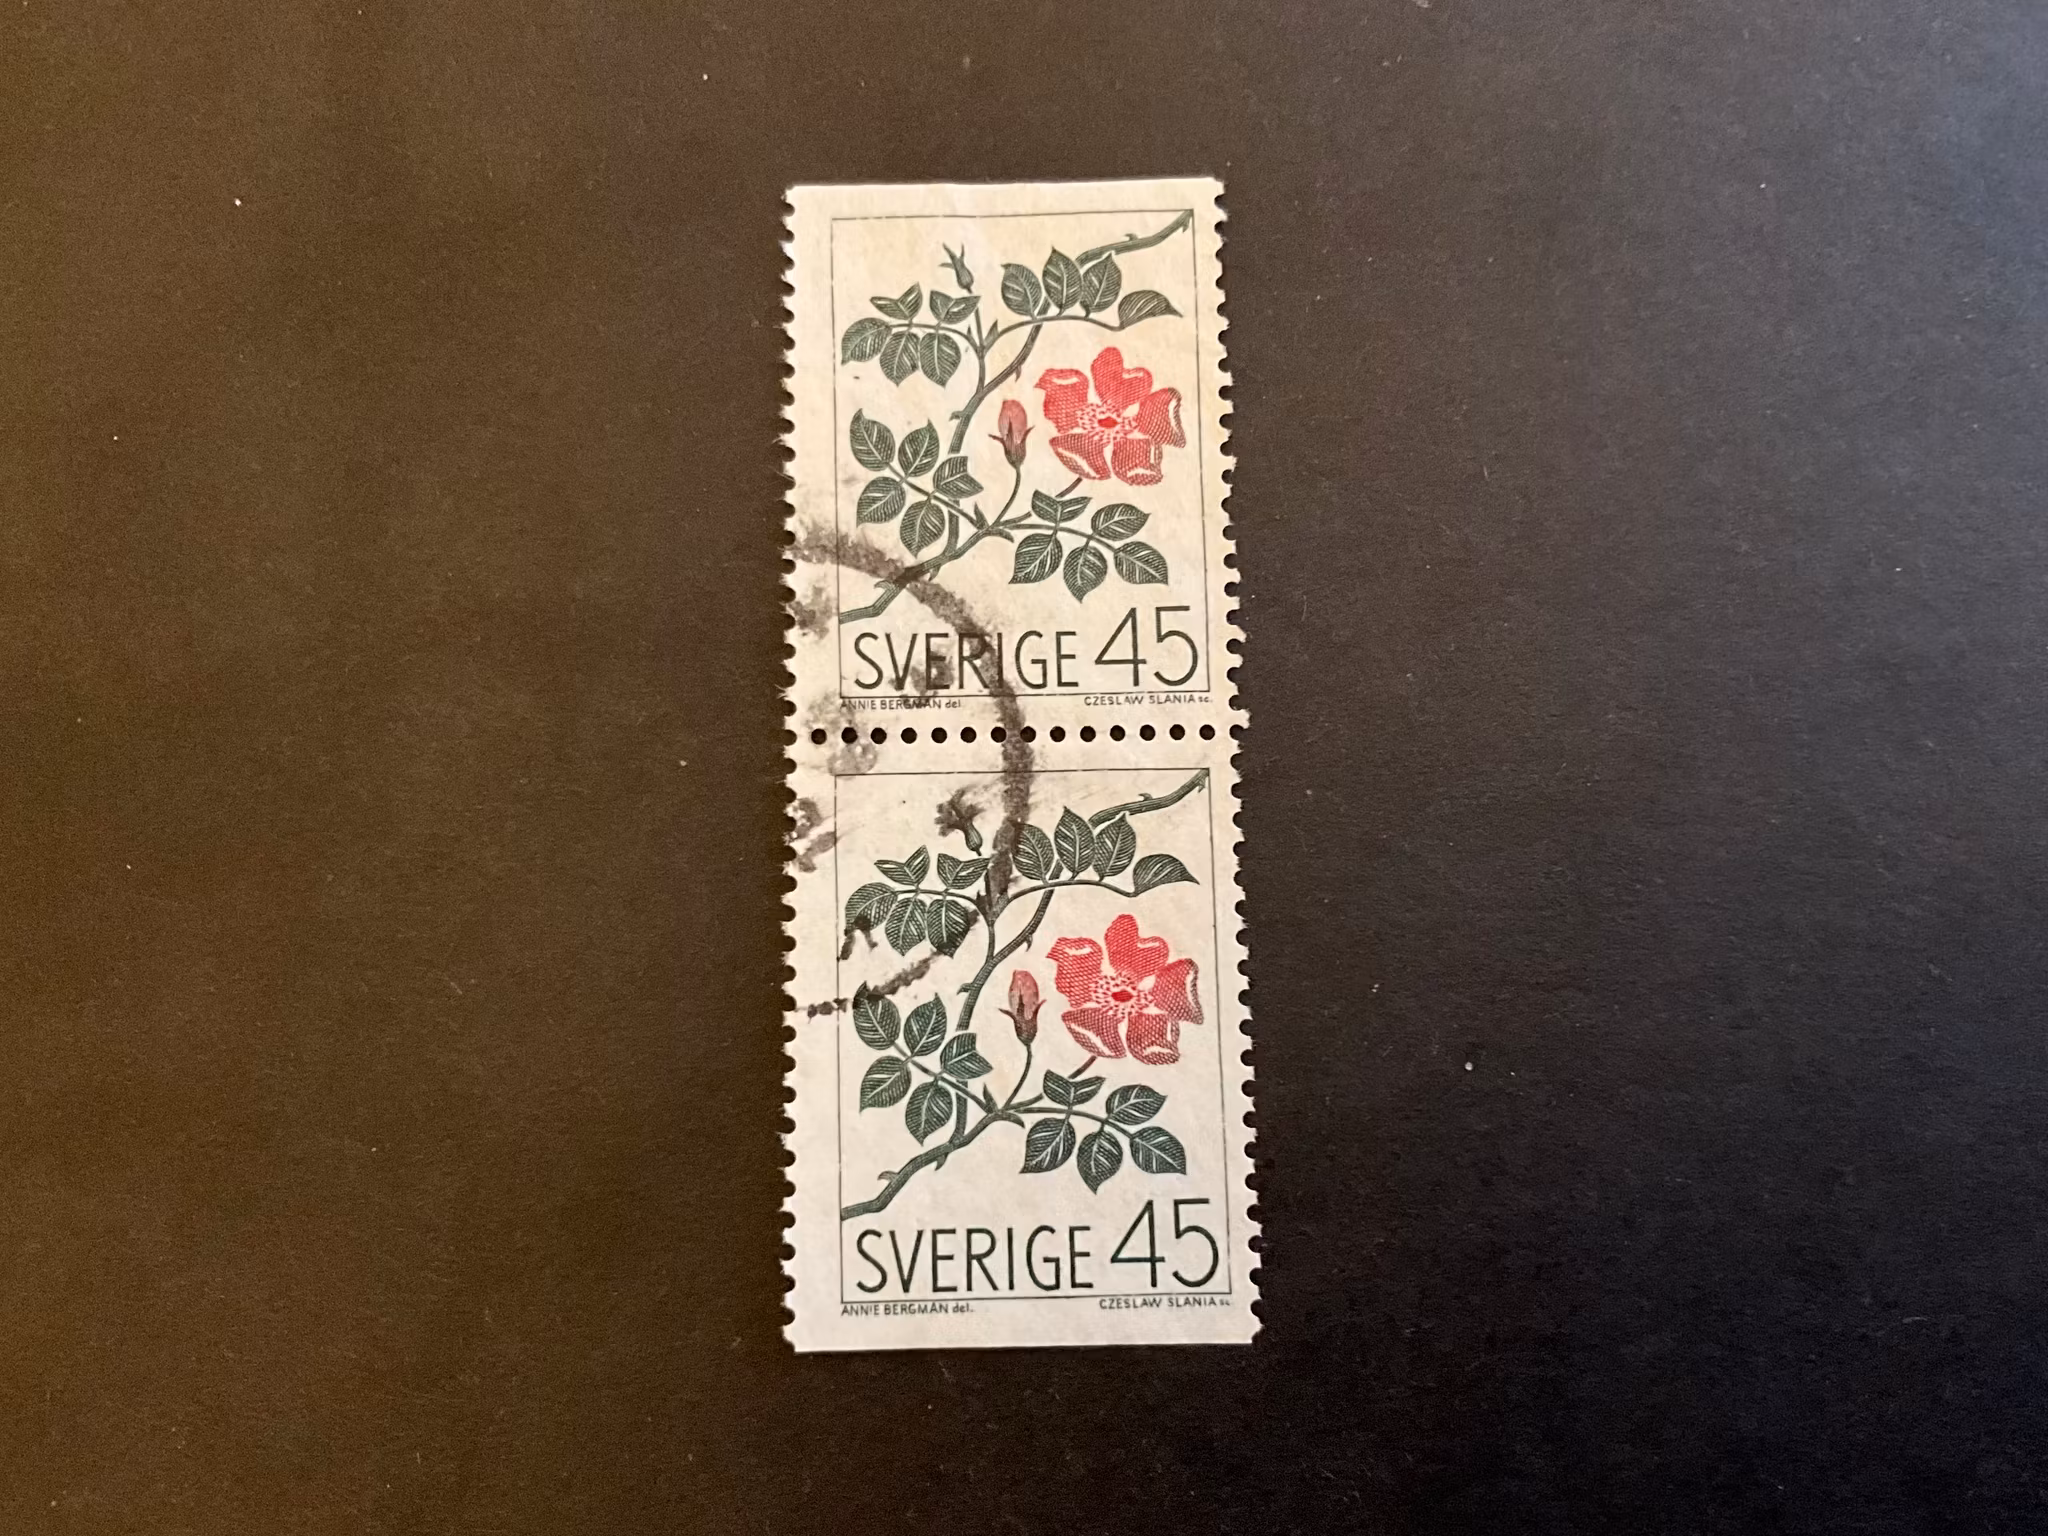 SVERIGE 45
ANNIE BERGMAN del. CZESLAW SLANIA sc.
SVERIGE 45
ANNIE BERGMAN del. CZESLAW SLANIA sc.